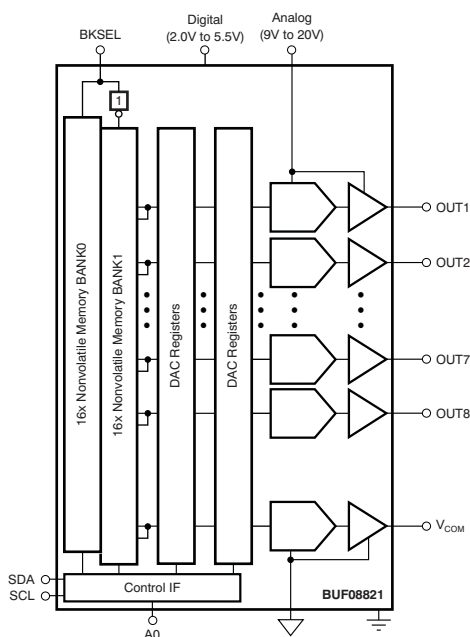 BKSEL
Digital
(2.0V to 5.5V)
Analog
(9V to 20V)
1
16x Nonvolatile Memory BANK0
16x Nonvolatile Memory BANK1
DAC Registers
DAC Registers
OUT1
OUT2
OUT7
OUT8
VCOM
SDA
SCL
Control IF
A0
BUF08821